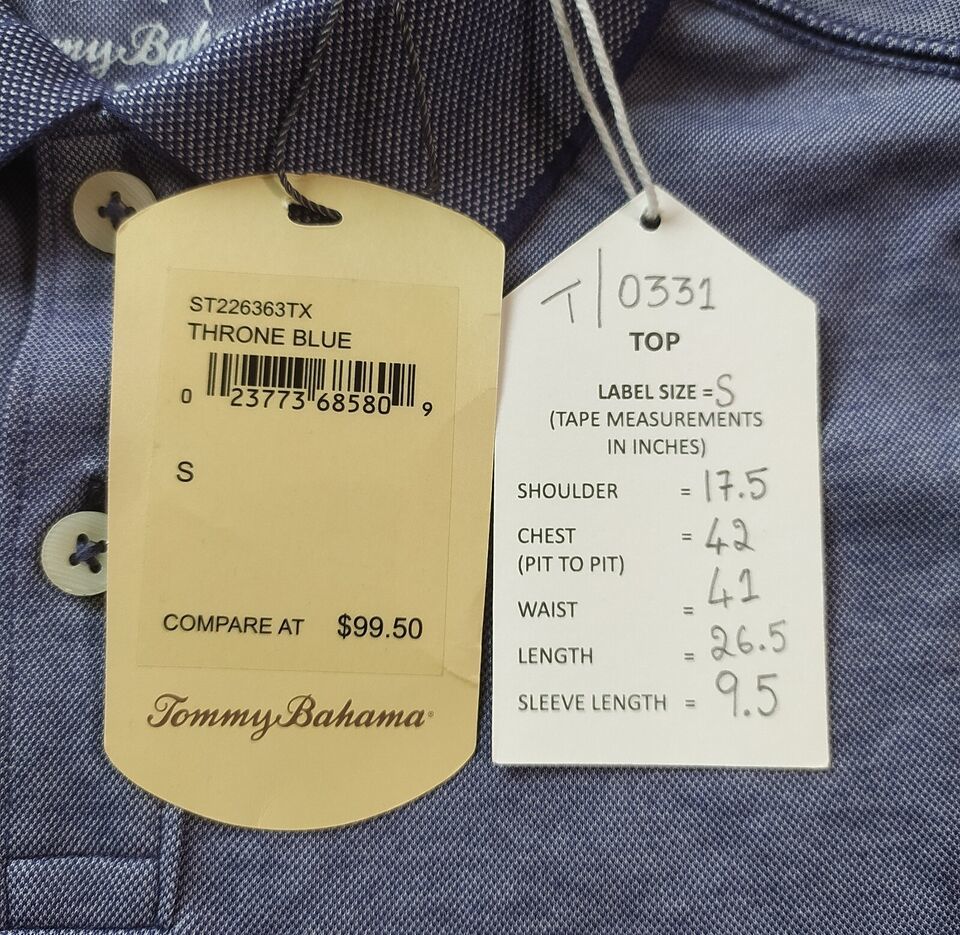 ST226363TX
THRONE BLUE
0 23773 68580 9
S
COMPARE AT $99.50
Tommy Bahama
T/0331
TOP
LABEL SIZE = S
(TAPE MEASUREMENTS
IN INCHES)
SHOULDER = 17.5
CHEST = 42
(PIT TO PIT)
WAIST = 41
LENGTH = 26.5
SLEEVE LENGTH = 9.5